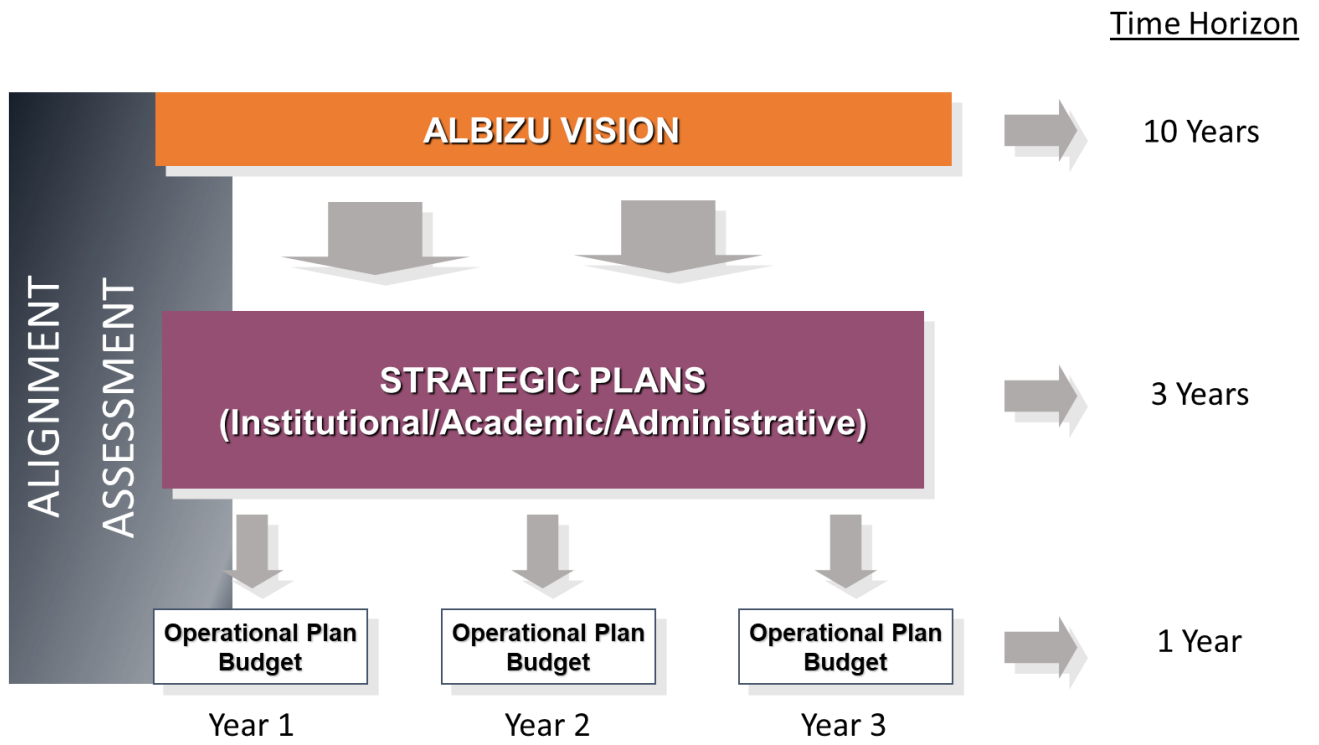 Time Horizon
ALBIZU VISION
10 Years
ALIGNMENT
ASSESSMENT
STRATEGIC PLANS
(Institutional/Academic/Administrative)
3 Years
Operational Plan
Budget
Operational Plan
Budget
Operational Plan
Budget
1 Year
Year 1
Year 2
Year 3